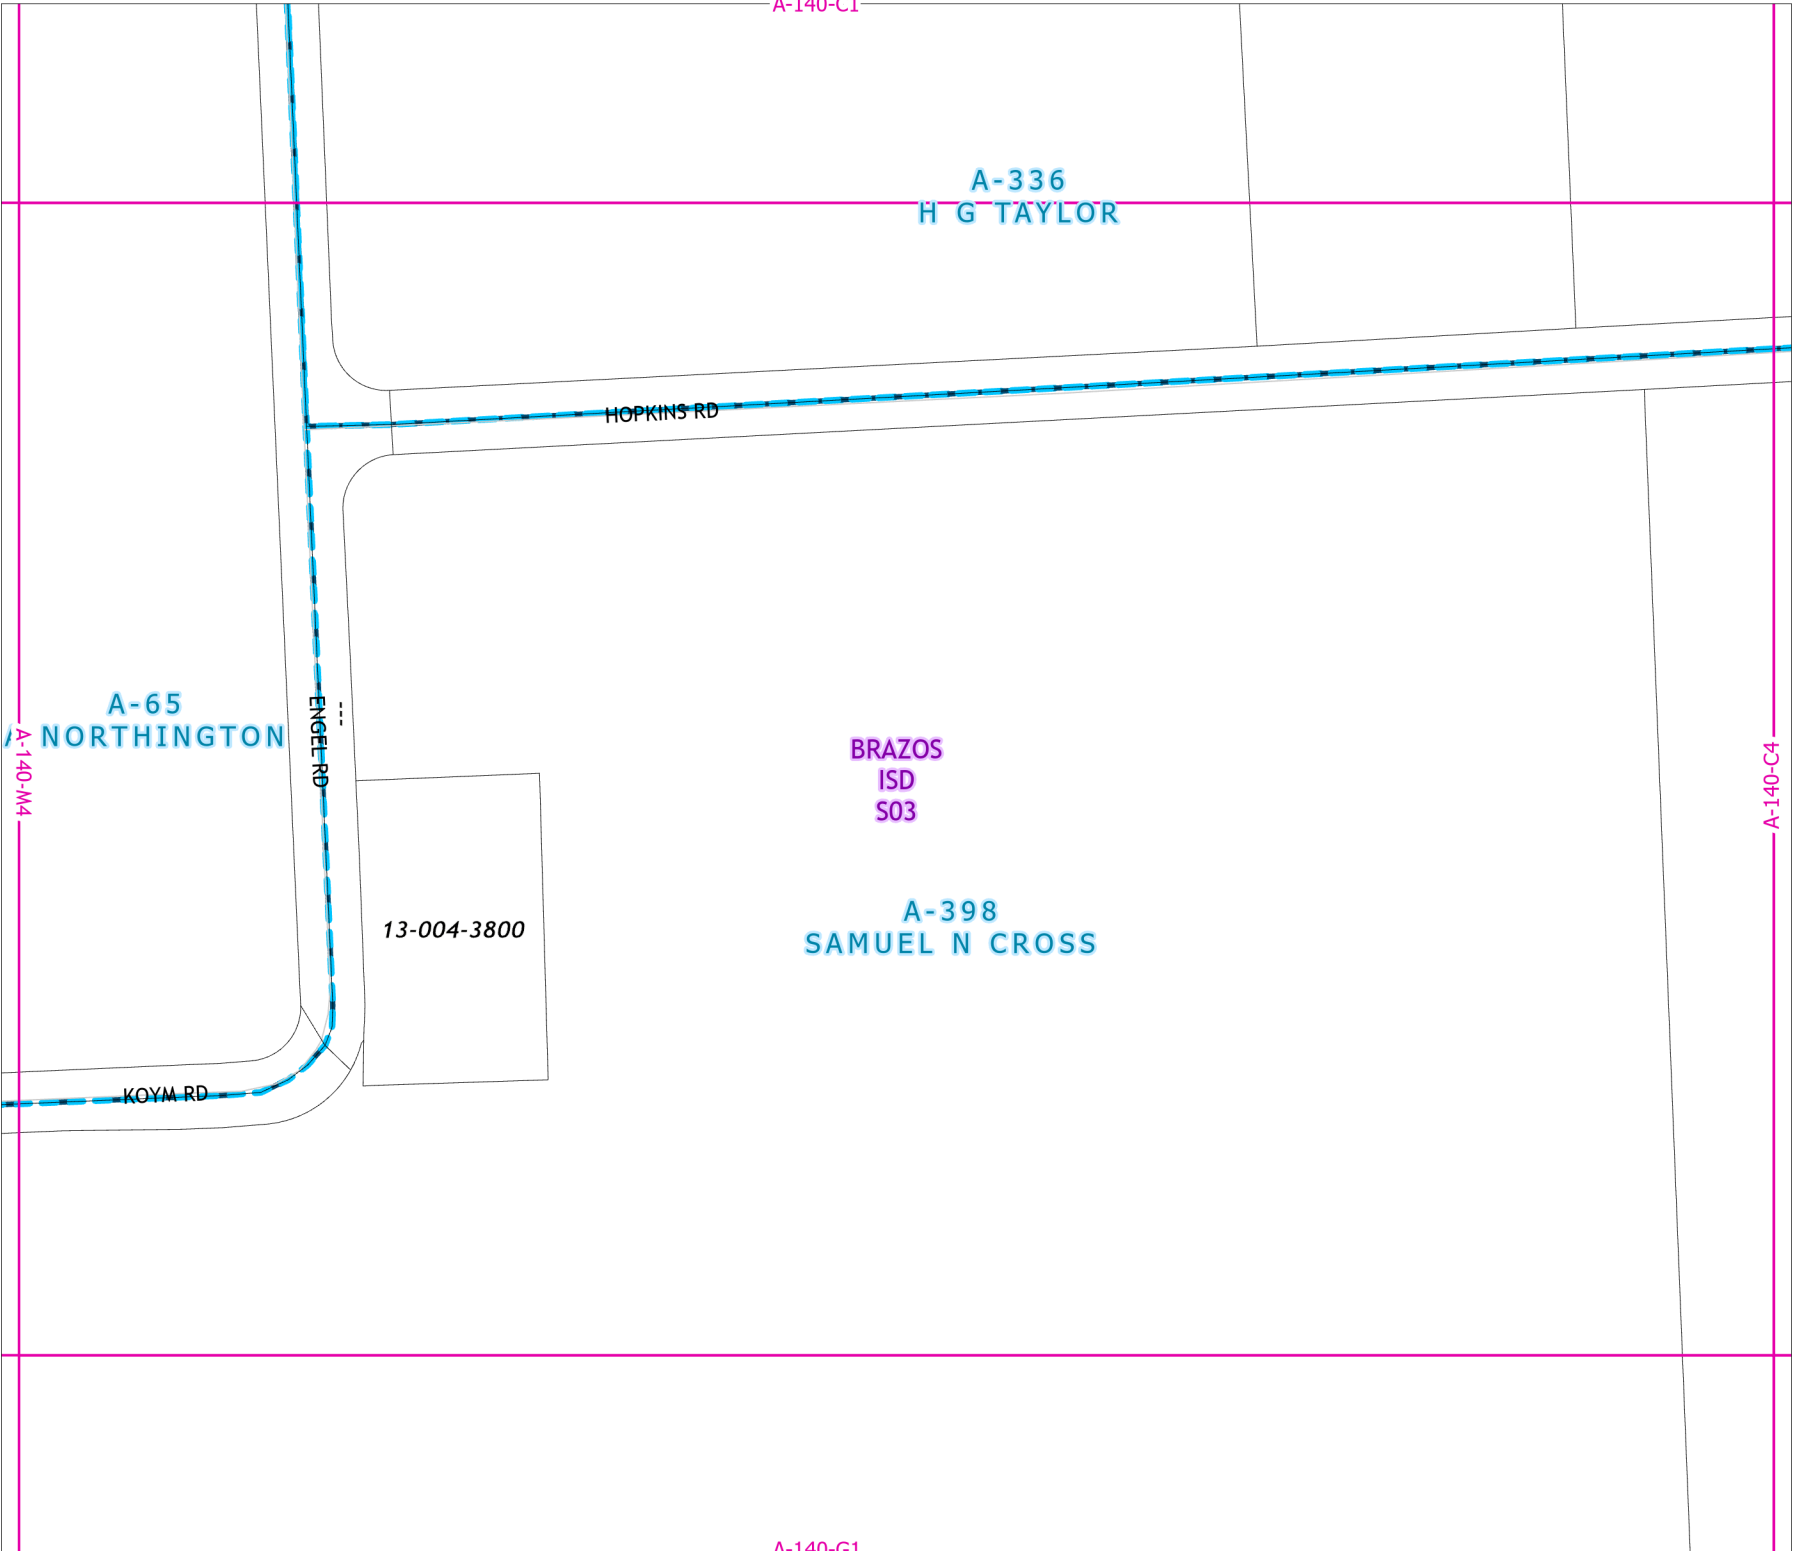 A-140-C1
A-336
H G TAYLOR
HOPKINS RD
A-65
A NORTHINGTON
ENGEL RD
---
A-140-M4
BRAZOS
ISD
S03
A-140-C4
13-004-3800
A-398
SAMUEL N CROSS
KOYM RD
A-140-G1